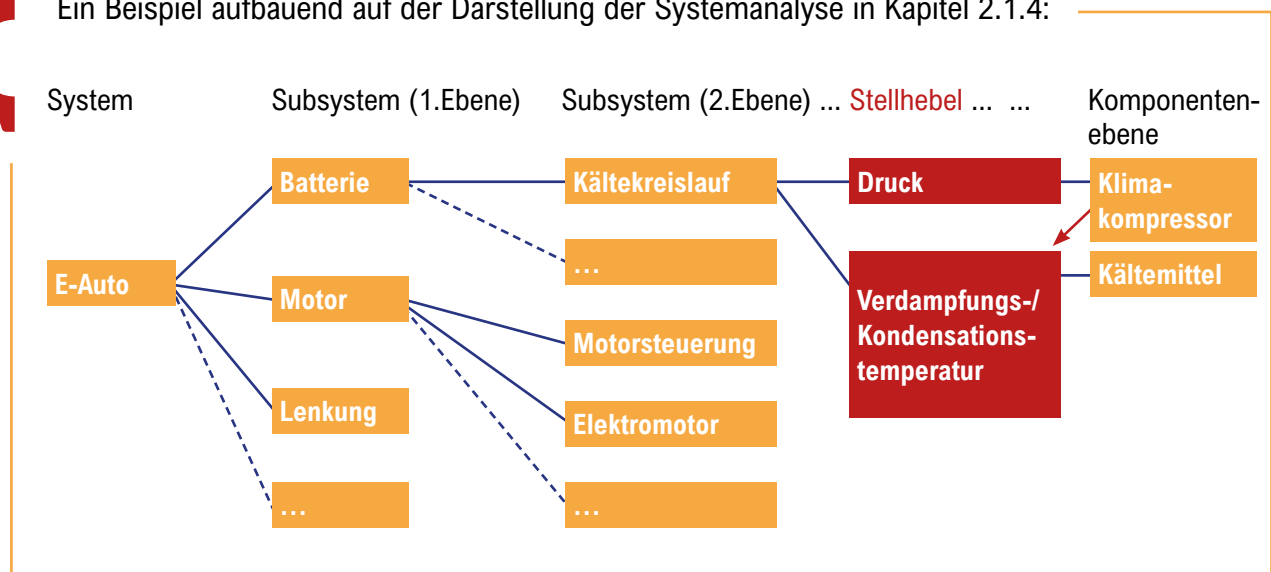 Ein Beispiel aufbauend auf der Darstellung der Systemanalyse in Kapitel 2.1.4:
System
Subsystem (1.Ebene)
Subsystem (2.Ebene) ... Stellhebel ... ...
Komponenten-
ebene
Batterie
Kältekreislauf
Druck
Klima-
kompressor
...
E-Auto
Motor
Kältemittel
Verdampfungs-/
Kondensations-
temperatur
Motorsteuerung
Lenkung
Elektromotor
...
...